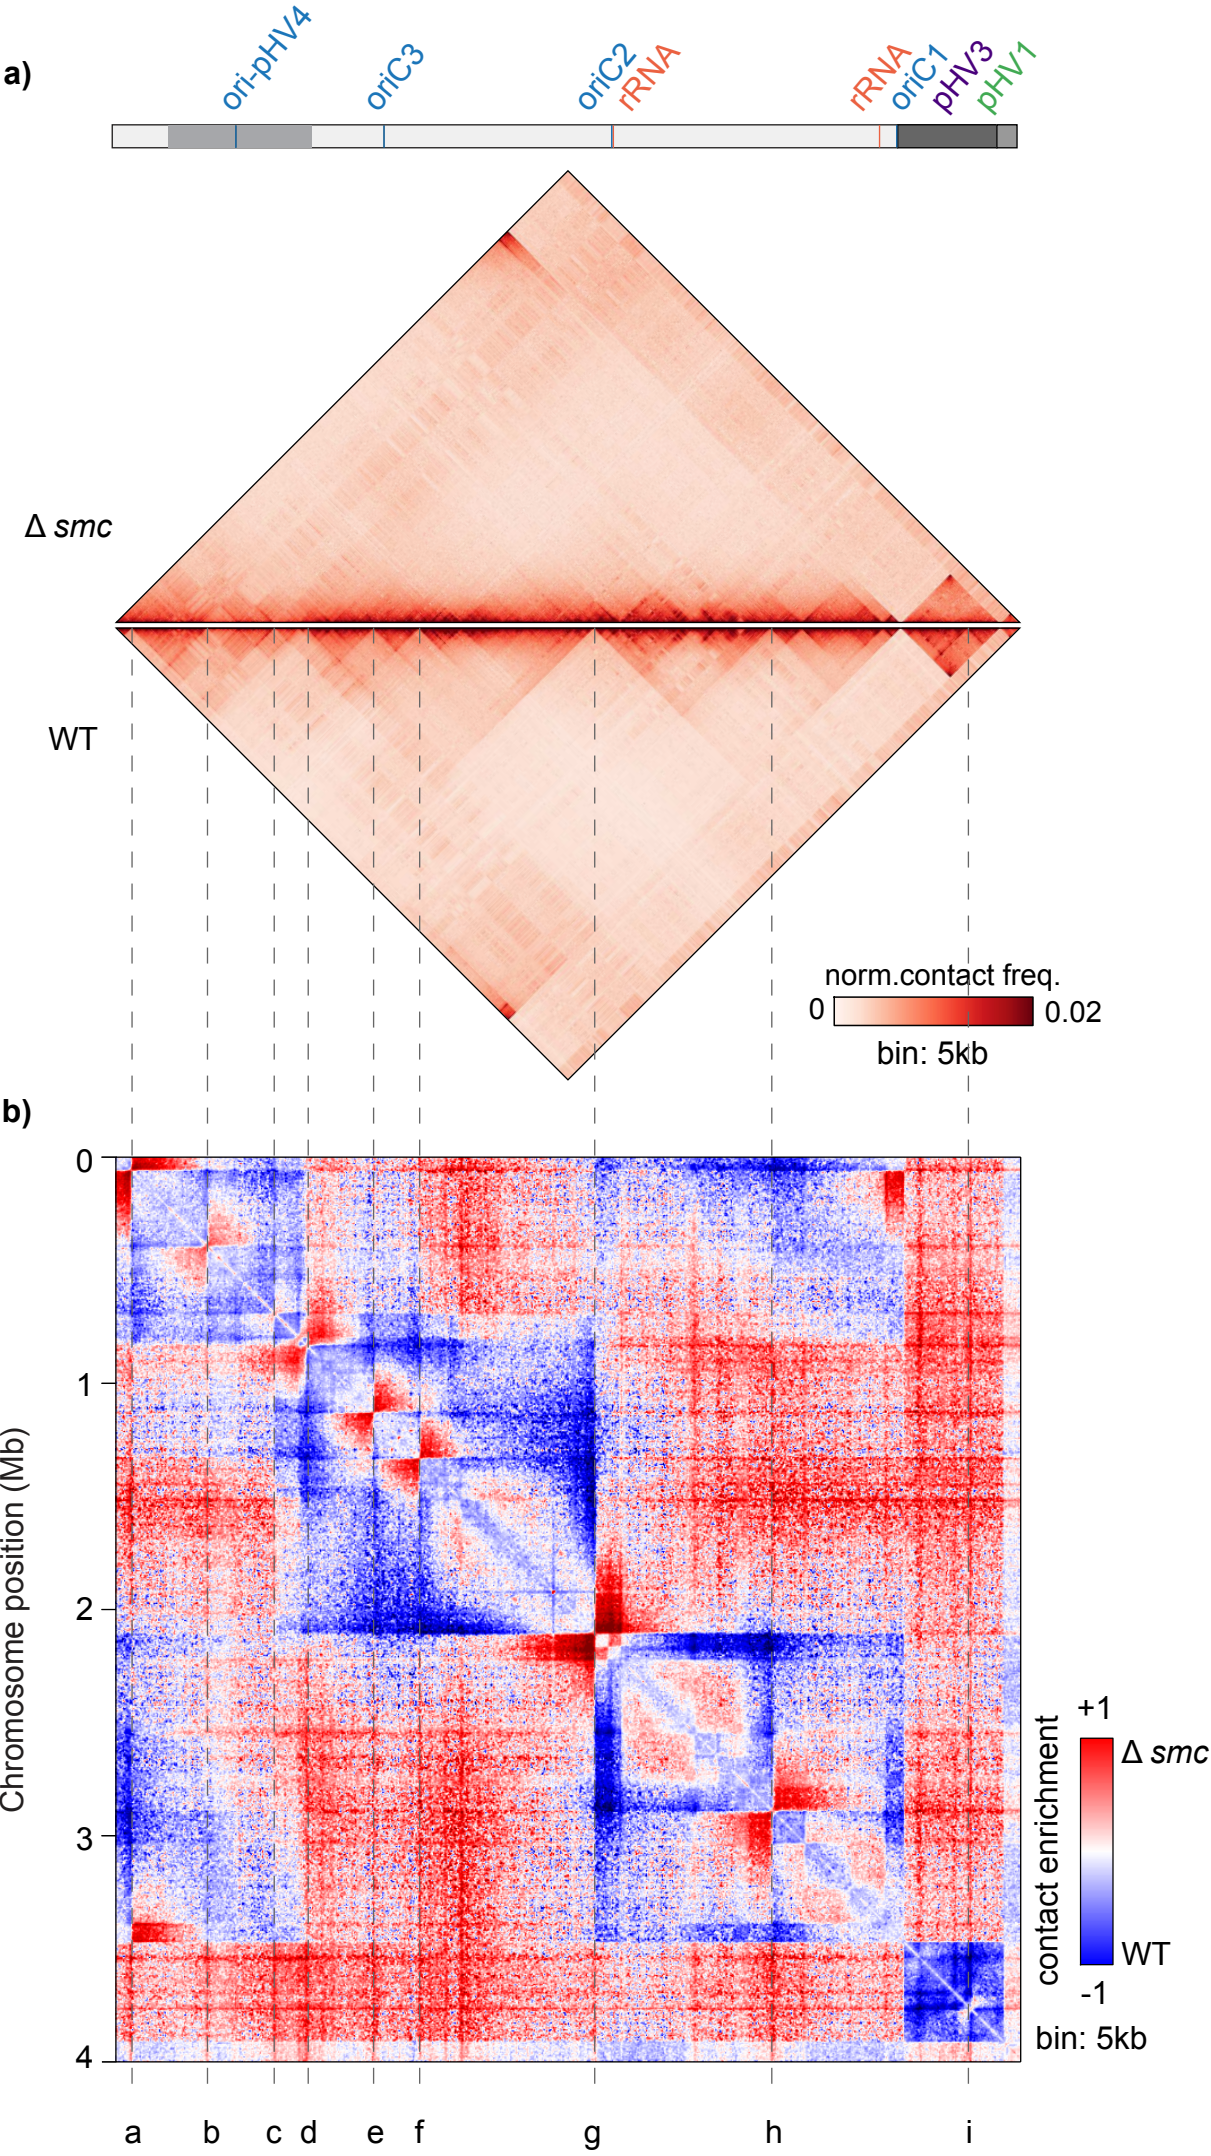 a)
ori-pHV4
oriC3
oriC2
rRNA
rRNA
oriC1
pHV3
pHV1
Δ smc
WT
norm.contact freq.
0
0.02
bin: 5kb
b)
0
1
2
3
4
Chromosome position (Mb)
contact enrichment
+1
Δ smc
WT
-1
bin: 5kb
a b c d e f g h i